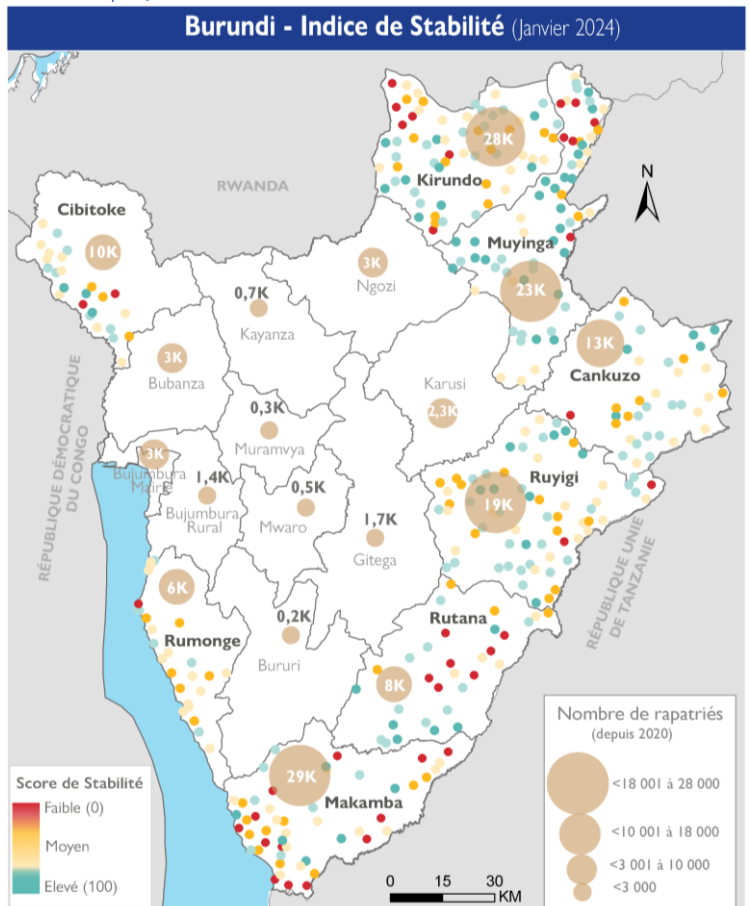 Burundi - Indice de Stabilité (Janvier 2024)
RWANDA
N
28K
Kirundo
Cibitoke
10K
Muyinga
23K
3K
Ngozi
0,7K
Kayanza
13K
Cankuzo
3K
Bubanza
Karusi
2,3K
0,3K
Muramvya
RÉPUBLIQUE DÉMOCRATIQUE
DU CONGO
3K
Bujumbura
Mairie
1,4K
Bujumbura
Rural
0,5K
Mwaro
Ruyigi
19K
1,7K
Gitega
RÉPUBLIQUE UNIE
DE TANZANIE
6K
Rumonge
0,2K
Bururi
Rutana
8K
29K
Makamba
Score de Stabilité
Faible (0)
Moyen
Elevé (100)
0 15 30
KM
Nombre de rapatriés
(depuis 2020)
<18 001 à 28 000
<10 001 à 18 000
<3 001 à 10 000
<3 000